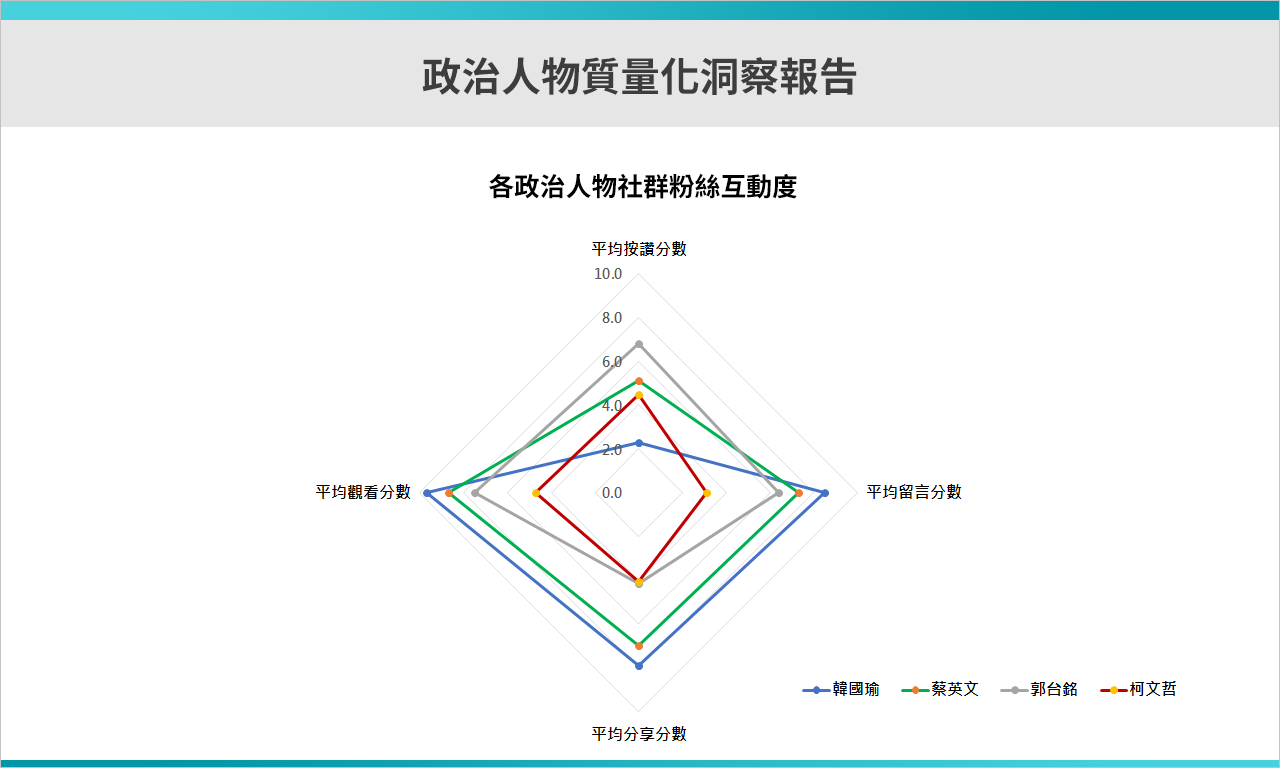 政治人物質量化洞察報告
各政治人物社群粉絲互動度
平均按讚分數
10.0
8.0
6.0
4.0
2.0
0.0
平均觀看分數
平均留言分數
平均分享分數
韓國瑜 蔡英文 郭台銘 柯文哲